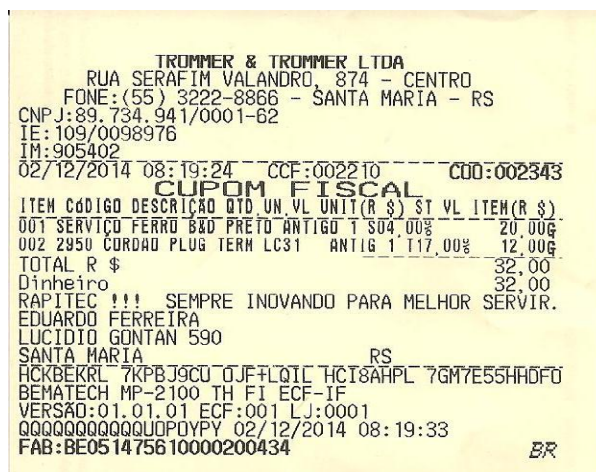 TROMMER & TROMMER LTDA
RUA SERAFIM VALANDRO, 874 - CENTRO
FONE:(55) 3222-8866 - SANTA MARIA - RS
CNPJ:89.734.941/0001-62
IE:109/0098976
IM:905402
02/12/2014 08:19:24 CCF:002210 COO:002343
CUPOM FISCAL
ITEM CÓDIGO DESCRIÇÃO QTD.UN.VL UNIT(R $) ST VL ITEM(R $)
001 SERVIÇO FERRO B&D PRETO ANTIGO 1 S04,00% 20,00G
002 2950 CORDAO PLUG TERM LC31 ANTIG 1 T17,00% 12,00G
TOTAL R $ 32,00
Dinheiro 32,00
RAPITEC !!! SEMPRE INOVANDO PARA MELHOR SERVIR.
EDUARDO FERREIRA
LUCIDIO GONTAN 590
SANTA MARIA RS
HCKBEKRL 7KPBJ9CU OJF+LQIL HCI8AHPL 7GM7E55HHDFO
BEMATECH MP-2100 TH FI ECF-IF
VERSÃO:01.01.01 ECF:001 LJ:0001
QQQQQQQQQQUOPOYPY 02/12/2014 08:19:33
FAB:BE051475610000200434 BR